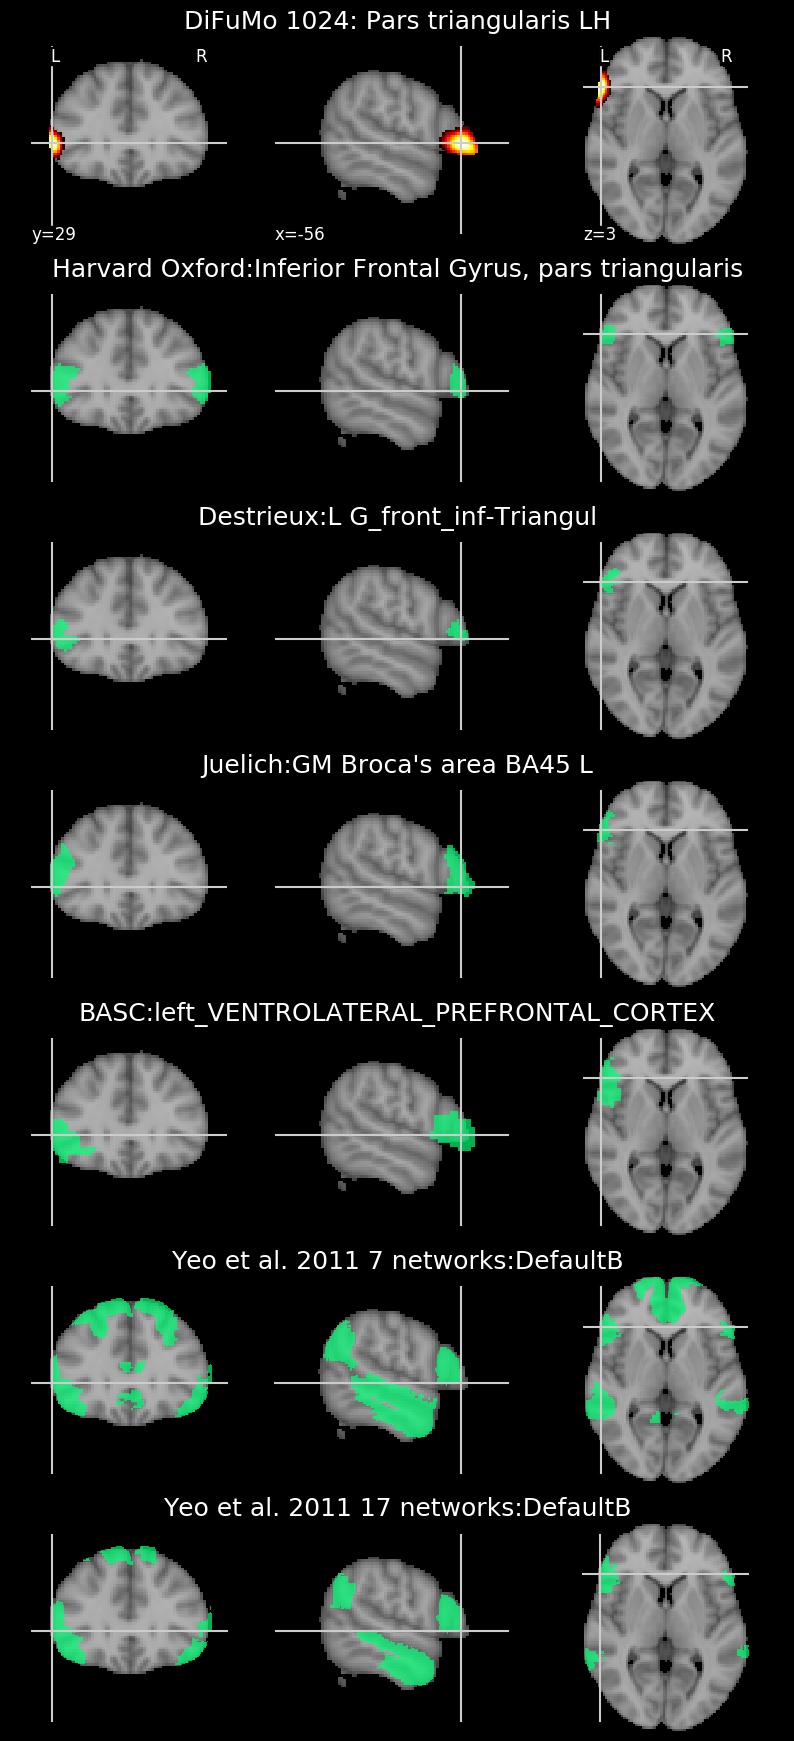 DiFuMo 1024: Pars triangularis LH
L R L R
y=29 x=-56 z=3
Harvard Oxford:Inferior Frontal Gyrus, pars triangularis
Destrieux:L G_front_inf-Triangul
Juelich:GM Broca's area BA45 L
BASC:left_VENTROLATERAL_PREFRONTAL_CORTEX
Yeo et al. 2011 7 networks:DefaultB
Yeo et al. 2011 17 networks:DefaultB